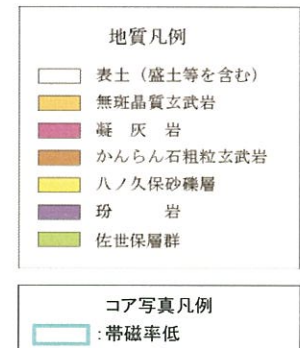 地質凡例
表土（盛土等を含む）
無斑晶質玄武岩
凝灰岩
かんらん石粗粒玄武岩
八ノ久保砂礫層
玢岩
佐世保層群
コア写真凡例
：帯磁率低